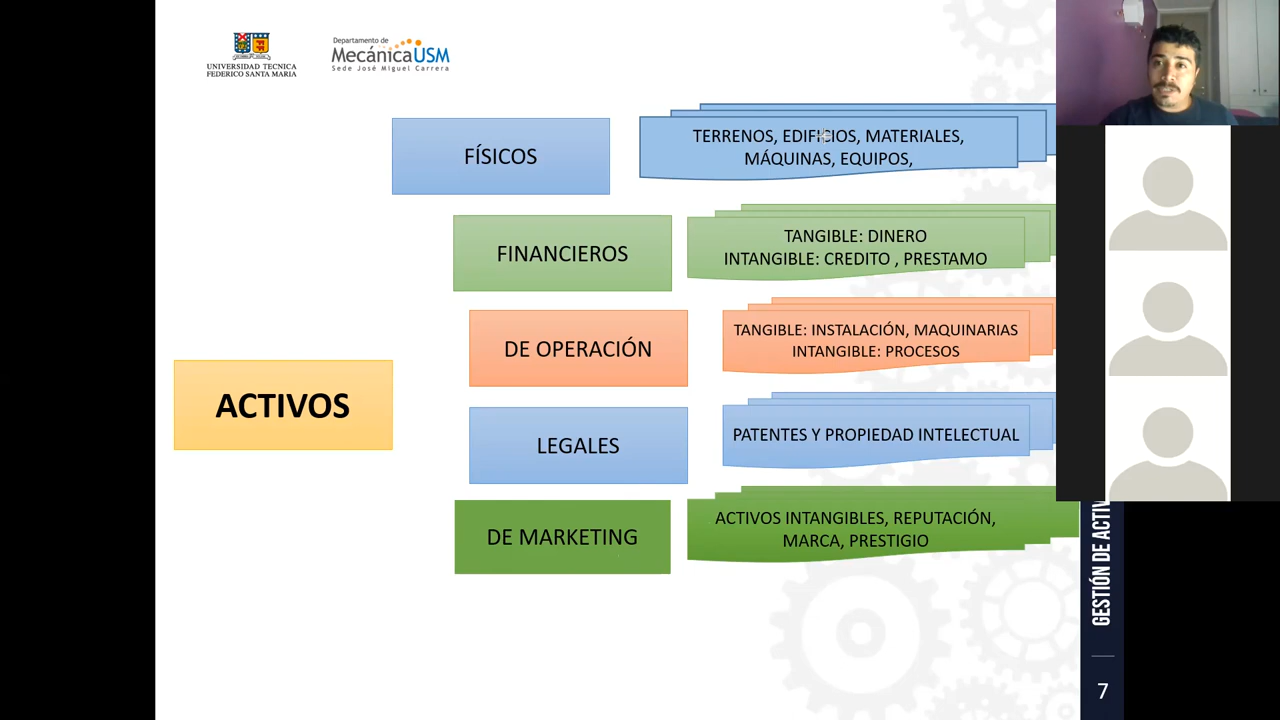 UNIVERSIDAD TECNICA
FEDERICO SANTA MARIA
Departamento de
MecánicaUSM
Sede José Miguel Carrera
FÍSICOS
TERRENOS, EDIFICIOS, MATERIALES,
MÁQUINAS, EQUIPOS,
FINANCIEROS
TANGIBLE: DINERO
INTANGIBLE: CREDITO , PRESTAMO
DE OPERACIÓN
TANGIBLE: INSTALACIÓN, MAQUINARIAS
INTANGIBLE: PROCESOS
ACTIVOS
LEGALES
PATENTES Y PROPIEDAD INTELECTUAL
DE MARKETING
ACTIVOS INTANGIBLES, REPUTACIÓN,
MARCA, PRESTIGIO
GESTIÓN DE ACTIV
7